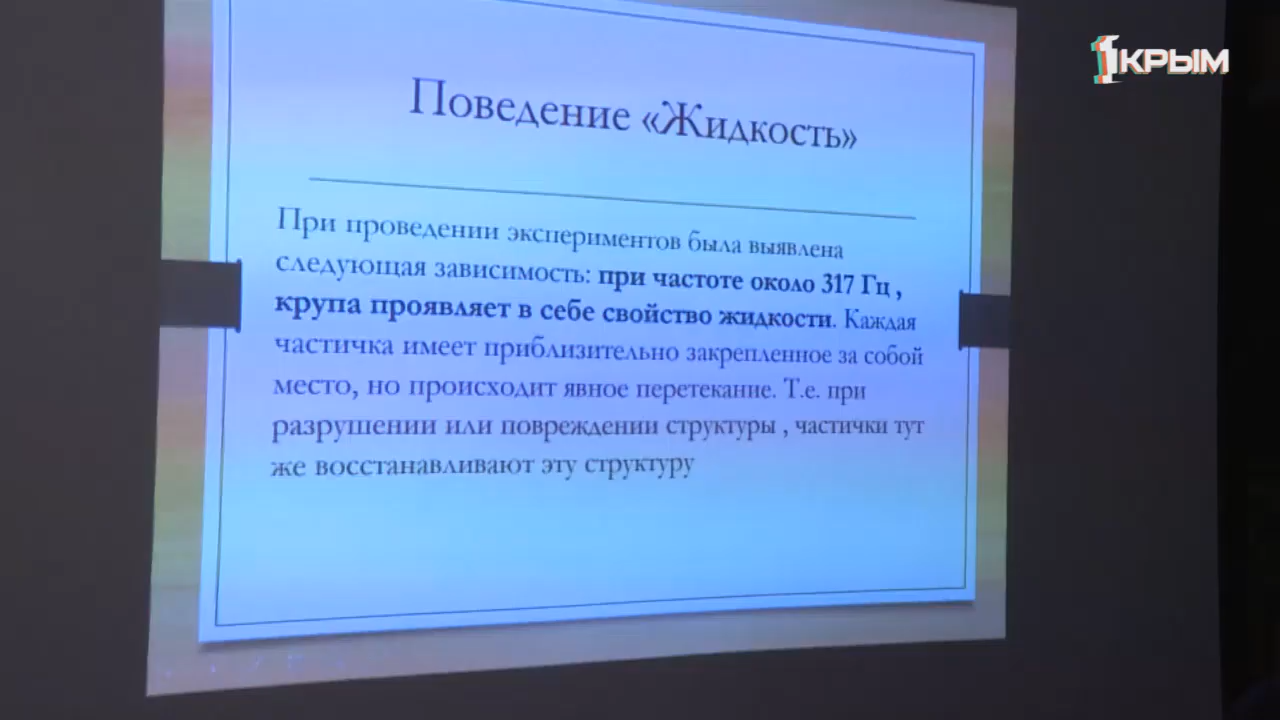 1КРЫМ
Поведение «Жидкость»
При проведении экспериментов была выявлена
следующая зависимость: при частоте около 317 Гц ,
крупа проявляет в себе свойство жидкости. Каждая
частичка имеет приблизительно закрепленное за собой
место, но происходит явное перетекание. Т.е. при
разрушении или повреждении структуры , частички тут
же восстанавливают эту структуру